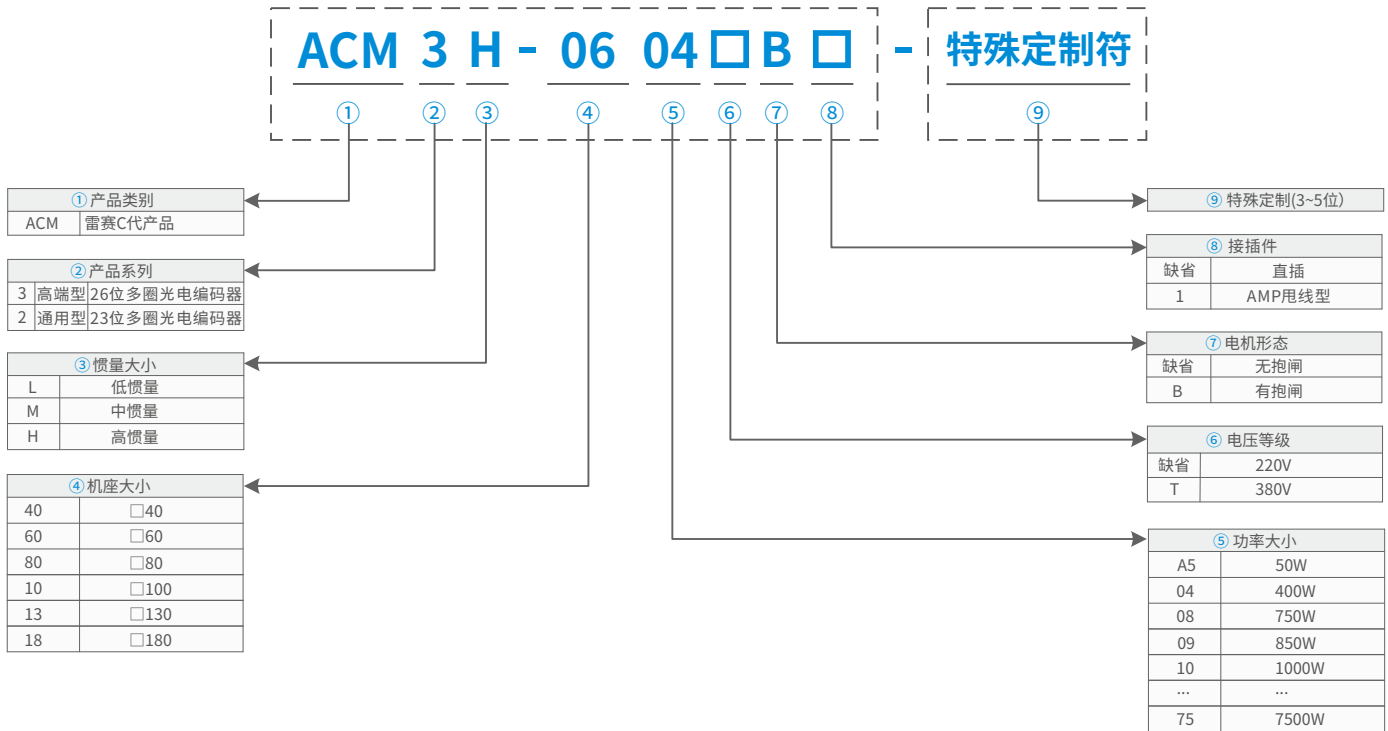 ACM 3 H - 06 04 □ B □ - 特殊定制符
① ② ③ ④ ⑤ ⑥ ⑦ ⑧ ⑨
①产品类别
ACM 雷赛C代产品
②产品系列
3 高端型 26位多圈光电编码器
2 通用型 23位多圈光电编码器
③惯量大小
L 低惯量
M 中惯量
H 高惯量
④机座大小
40 □40
60 □60
80 □80
10 □100
13 □130
18 □180
⑨ 特殊定制(3~5位)
⑧ 接插件
缺省 直插
1 AMP甩线型
⑦电机形态
缺省 无抱闸
B 有抱闸
⑥ 电压等级
缺省 220V
T 380V
⑤ 功率大小
A5 50W
04 400W
08 750W
09 850W
10 1000W
... ...
75 7500W